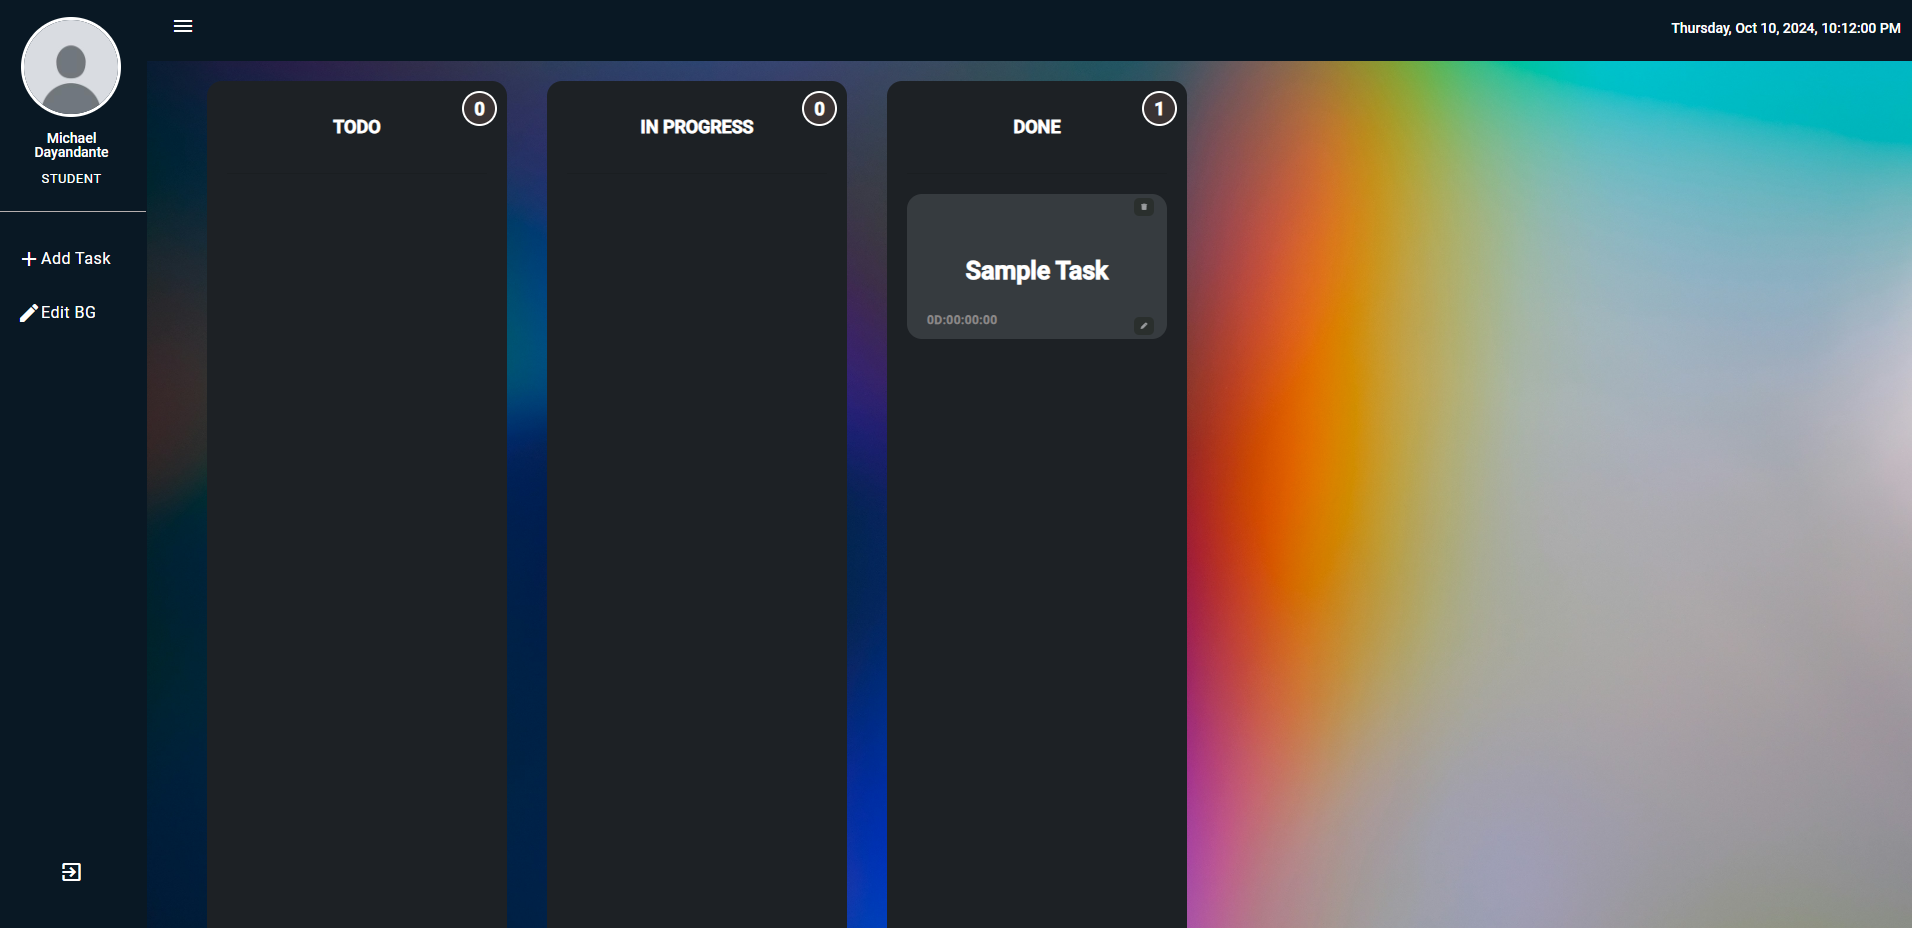 Thursday, Oct 10, 2024, 10:12:00 PM
Michael
Dayandante
STUDENT
Add Task
Edit BG
TODO
0
IN PROGRESS
0
DONE
1
Sample Task
0D:00:00:00